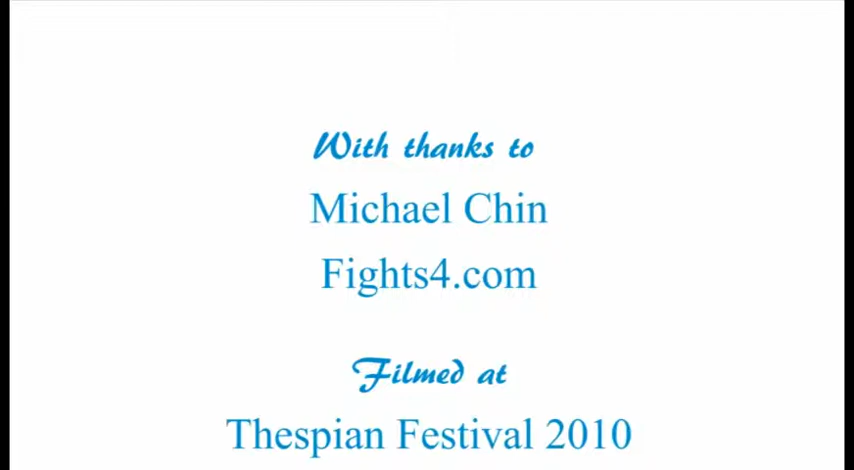 With thanks to
Michael Chin
Fights4.com
Filmed at
Thespian Festival 2010